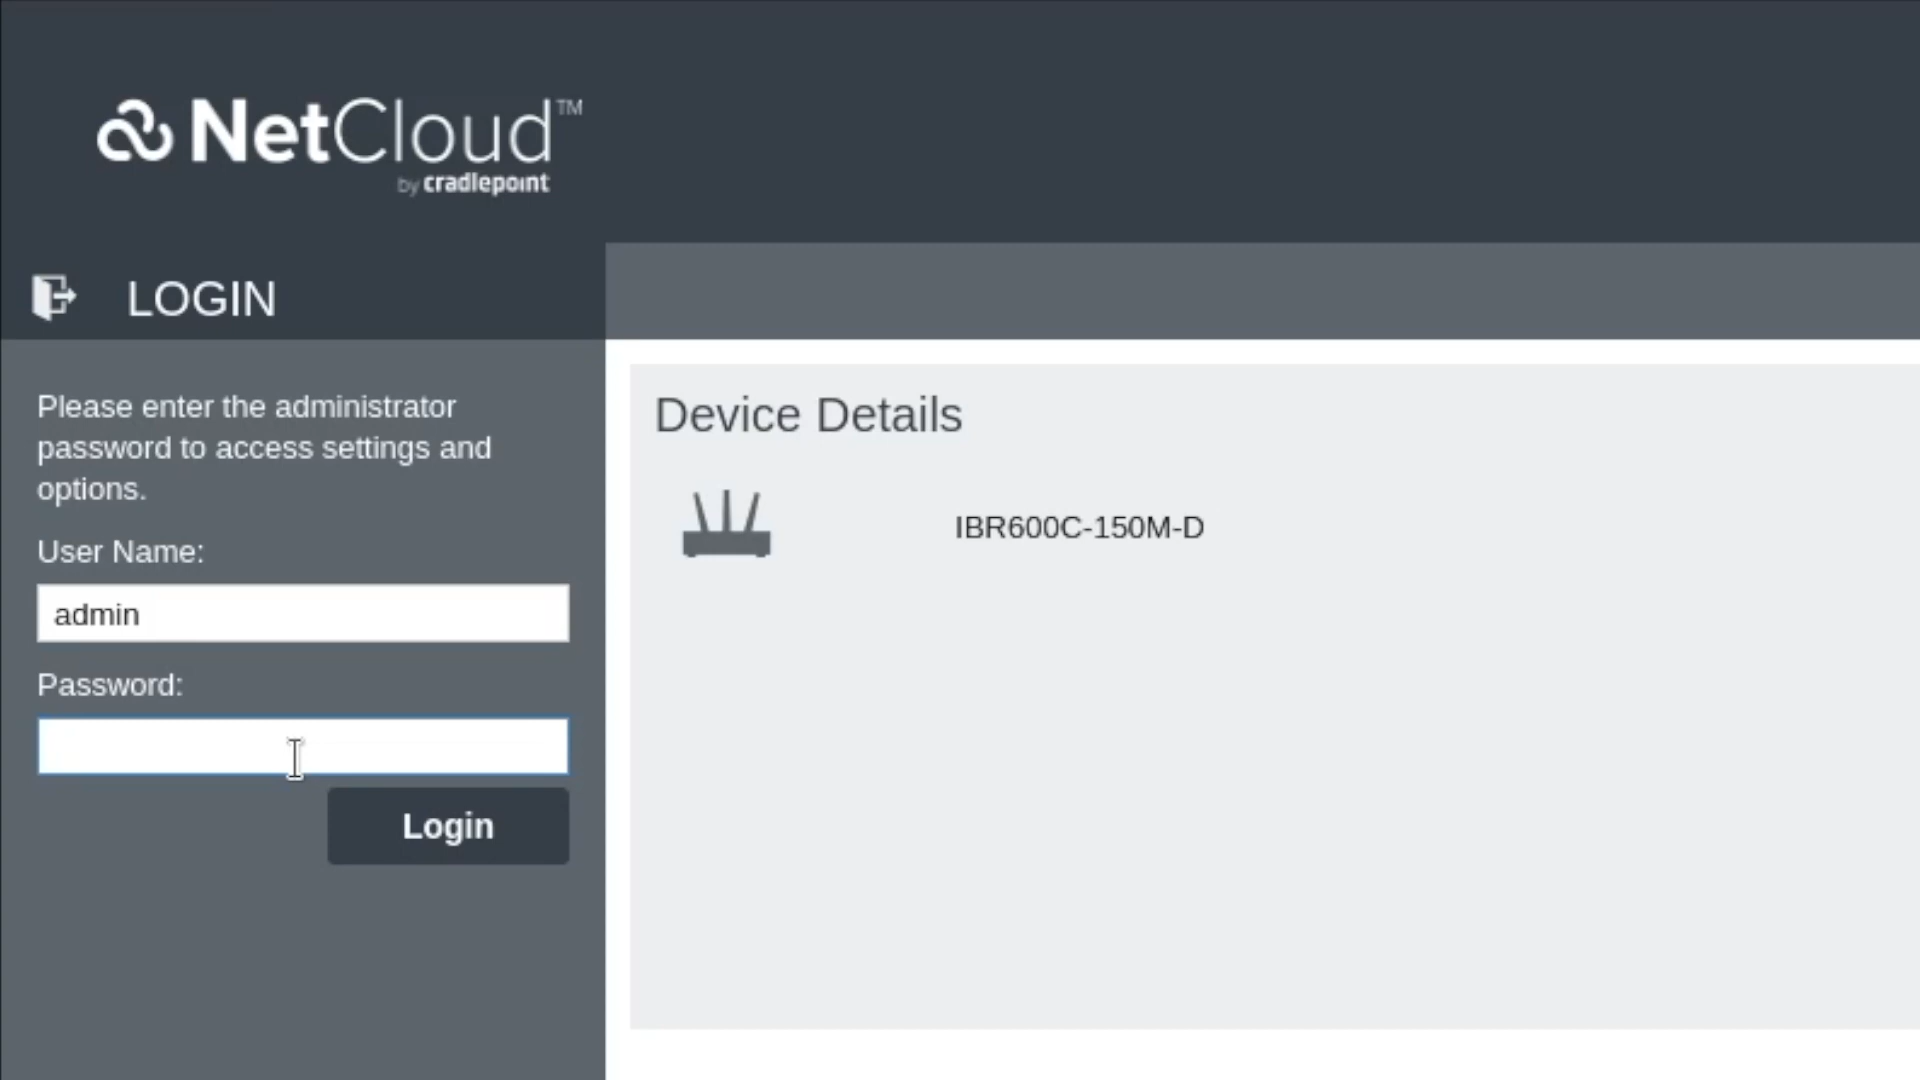 NetCloud™
by cradlepoint
LOGIN
Please enter the administrator
password to access settings and
options.
User Name:
admin
Password:
Login
Device Details
IBR600C-150M-D